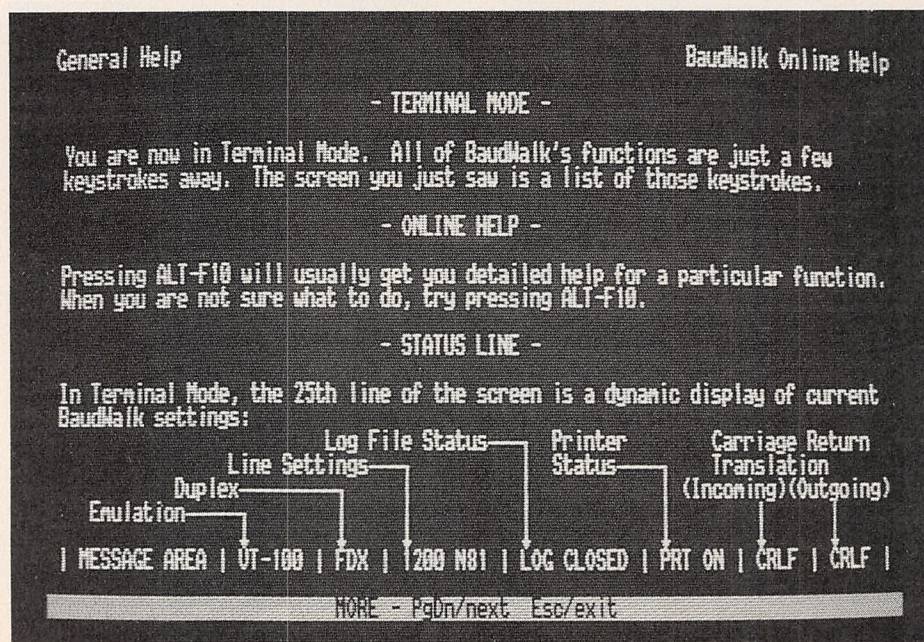 General Help BaudWalk Online Help
- TERMINAL MODE -
You are now in Terminal Mode. All of BaudWalk's functions are just a few
keystrokes away. The screen you just saw is a list of those keystrokes.
- ONLINE HELP -
Pressing ALT-F10 will usually get you detailed help for a particular function.
When you are not sure what to do, try pressing ALT-F10.
- STATUS LINE -
In Terminal Mode, the 25th line of the screen is a dynamic display of current
BaudWalk settings:
Log File Status Printer Carriage Return
Line Settings Status Translation
Duplex (Incoming)(Outgoing)
Emulation
| MESSAGE AREA | VT-100 | FDX | 1200 N81 | LOG CLOSED | PRT ON | CRLF | CRLF |
MORE - PgDn/next Esc/exit